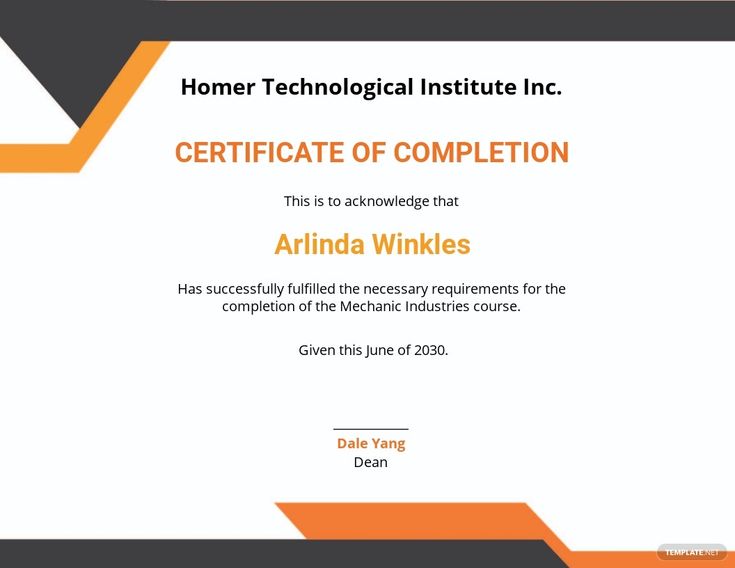 Homer Technological Institute Inc.
CERTIFICATE OF COMPLETION
This is to acknowledge that
Arlinda Winkles
Has successfully fulfilled the necessary requirements for the
completion of the Mechanic Industries course.
Given this June of 2030.
Dale Yang
Dean
TEMPLATE.NET